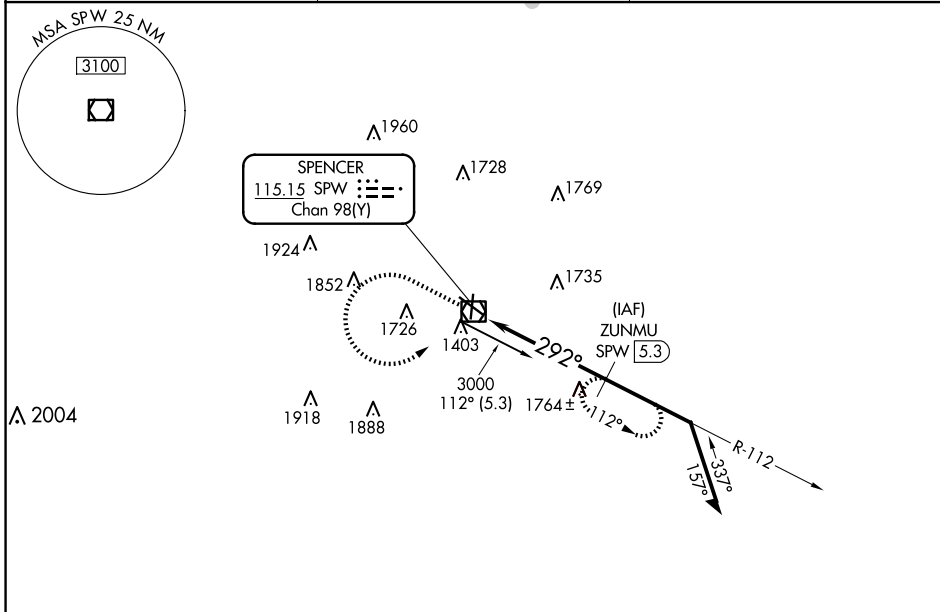 MSA SPW 25 NM
3100
1960
1728
1769
SPENCER
115.15 SPW
Chan 98(Y)
1924
1852
1735
1726
1403
(IAF)
ZUNMU
SPW 5.3
292°
3000
112° (5.3)
1764±
112°
1918
1888
2004
R-112
337°
157°